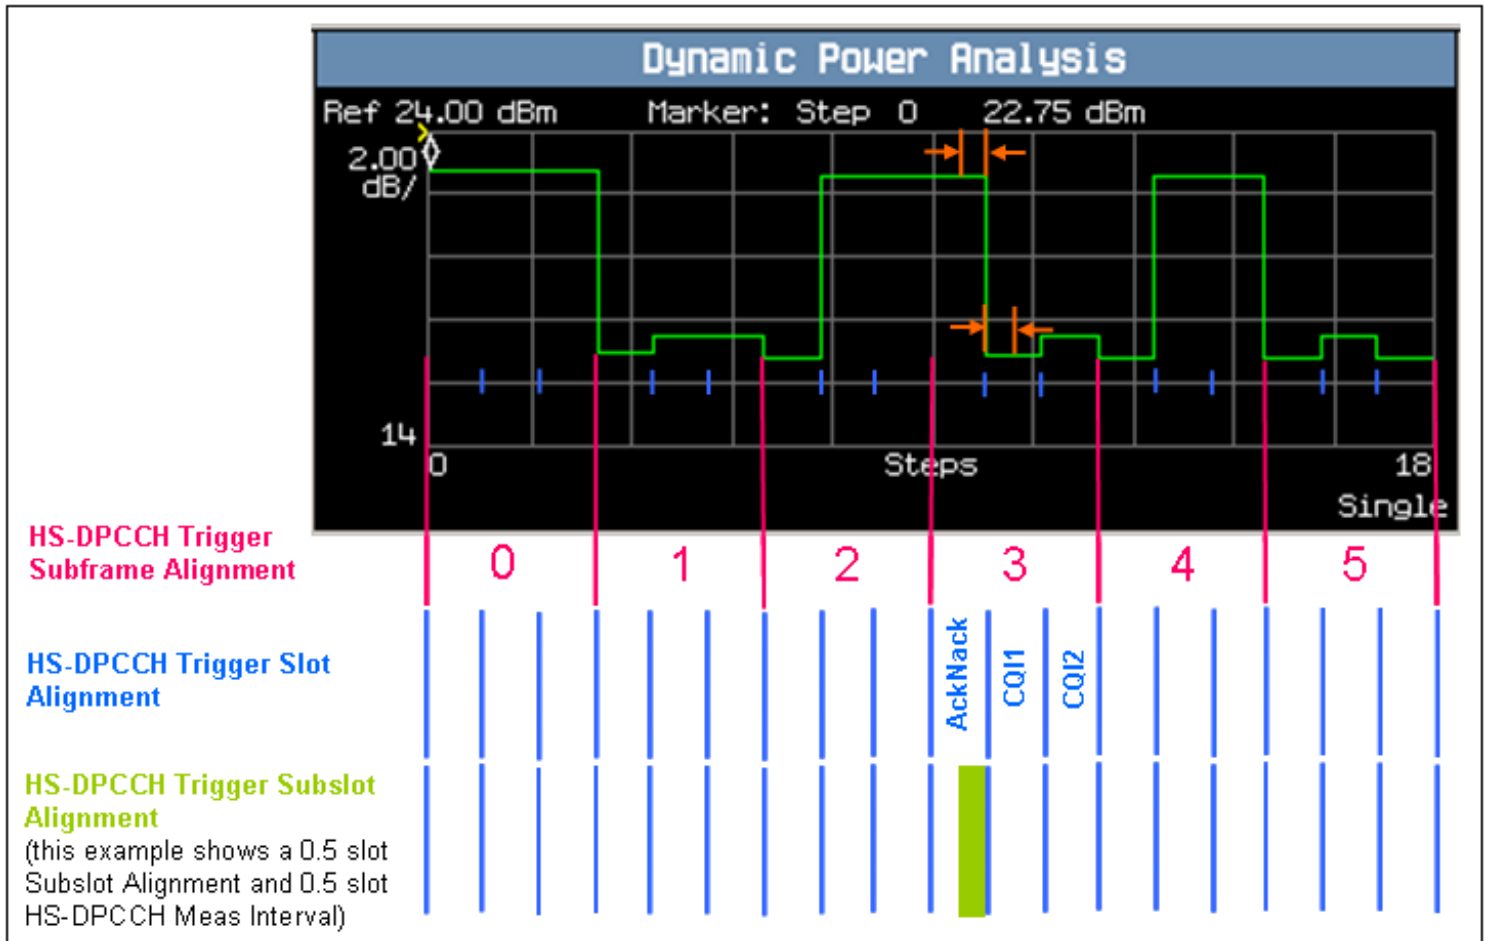 Dynamic Power Analysis
Ref 24.00 dBm Marker: Step 0 22.75 dBm
2.00
dB/
14
0 Steps 18
Single
HS-DPCCH Trigger
Subframe Alignment
0 1 2 3 4 5
HS-DPCCH Trigger Slot
Alignment
AckNack
CQI1
CQI2
HS-DPCCH Trigger Subslot
Alignment
(this example shows a 0.5 slot
Subslot Alignment and 0.5 slot
HS-DPCCH Meas Interval)